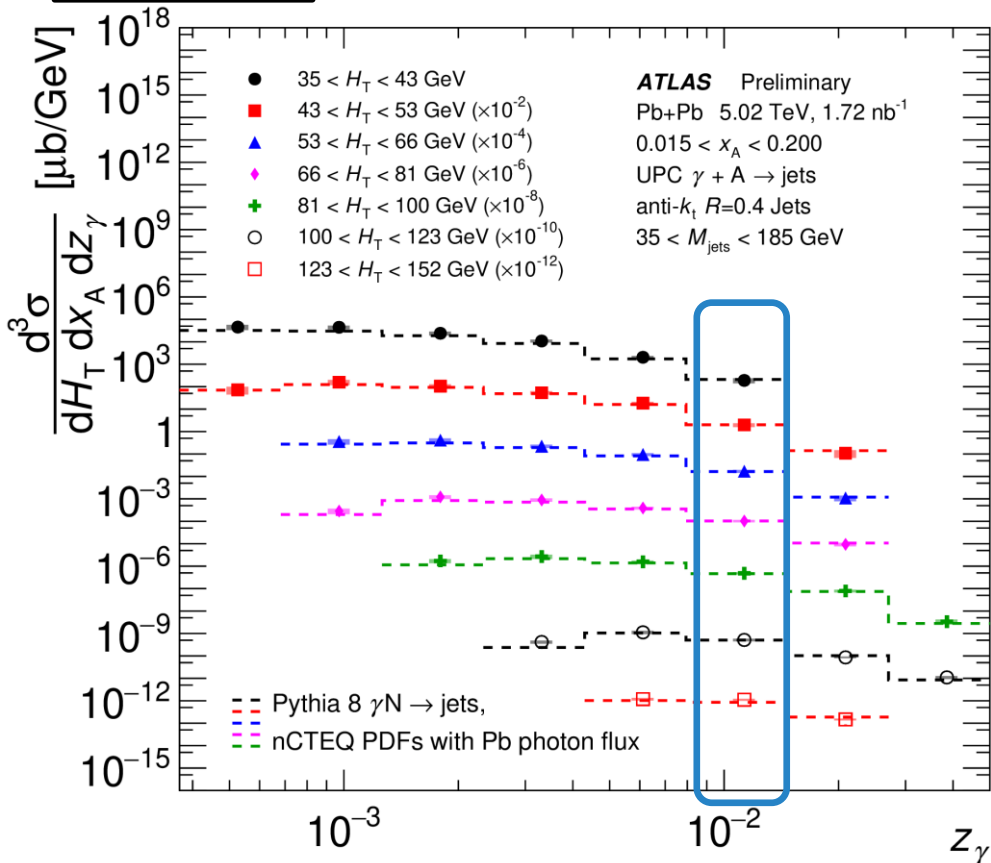 10^18
10^15
10^12
10^9
10^6
10^3
1
10^−3
10^−6
10^−9
10^−12
10^−15
d³σ
dH_T dx_A dz_γ
[μb/GeV]
35 < H_T < 43 GeV
43 < H_T < 53 GeV (×10^-2)
53 < H_T < 66 GeV (×10^-4)
66 < H_T < 81 GeV (×10^-6)
81 < H_T < 100 GeV (×10^-8)
100 < H_T < 123 GeV (×10^-10)
123 < H_T < 152 GeV (×10^-12)
ATLAS Preliminary
Pb+Pb 5.02 TeV, 1.72 nb^-1
0.015 < x_A < 0.200
UPC γ + A → jets
anti-k_t R=0.4 Jets
35 < M_jets < 185 GeV
Pythia 8 γN → jets,
nCTEQ PDFs with Pb photon flux
10^−3
10^−2
z_γ